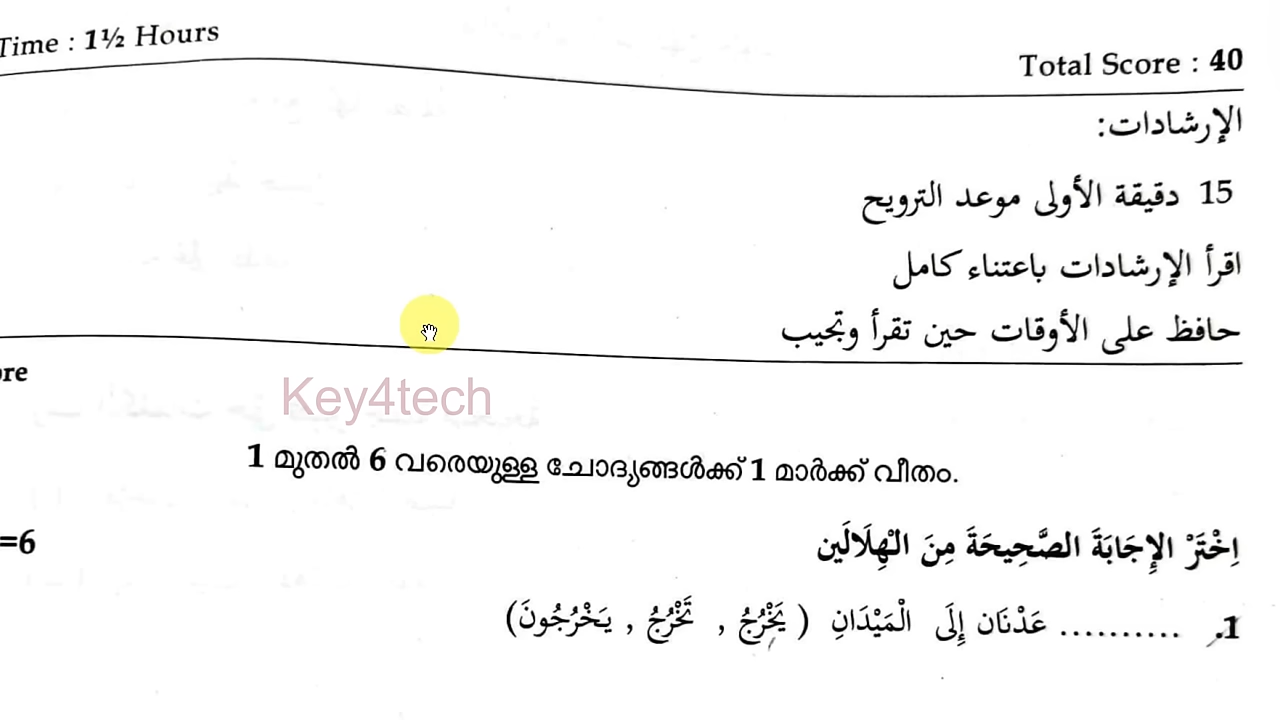 Time : 1½ Hours
Total Score : 40
الإرشادات:
15 دقيقة الأولى موعد الترويح
اقرأ الإرشادات باعتناء كامل
حافظ على الأوقات حين تقرأ وتجيب
ore
Key4tech
1 മുതൽ 6 വരെയുള്ള ചോദ്യങ്ങൾക്ക് 1 മാർക്ക് വീതം.
=6
اِخْتَرْ الإِجَابَةَ الصَّحِيحَةَ مِنَ الْهِلَالَين
1. .......... عَدْنَان إِلَى الْمَيْدَانِ ( يَخْرُجُ , تَخْرُجُ , يَخْرُجُونَ)